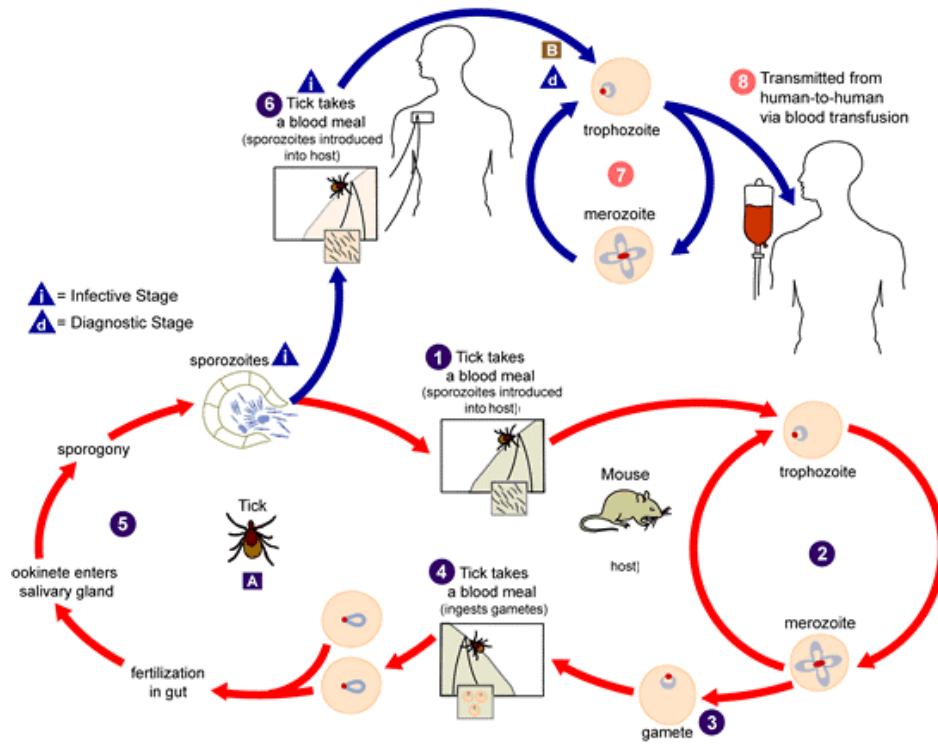 B
i
d
6 Tick takes
a blood meal
(sporozoites introduced
into host)
trophozoite
8 Transmitted from
human-to-human
via blood transfusion
7
merozoite
i = Infective Stage
d = Diagnostic Stage
sporozoites i
1 Tick takes
a blood meal
(sporozoites introduced
into host)
trophozoite
sporogony
Mouse
Tick
5
2
A
host]
ookinete enters
salivary gland
4 Tick takes
a blood meal
(ingests gametes)
merozoite
fertilization
in gut
gamete 3